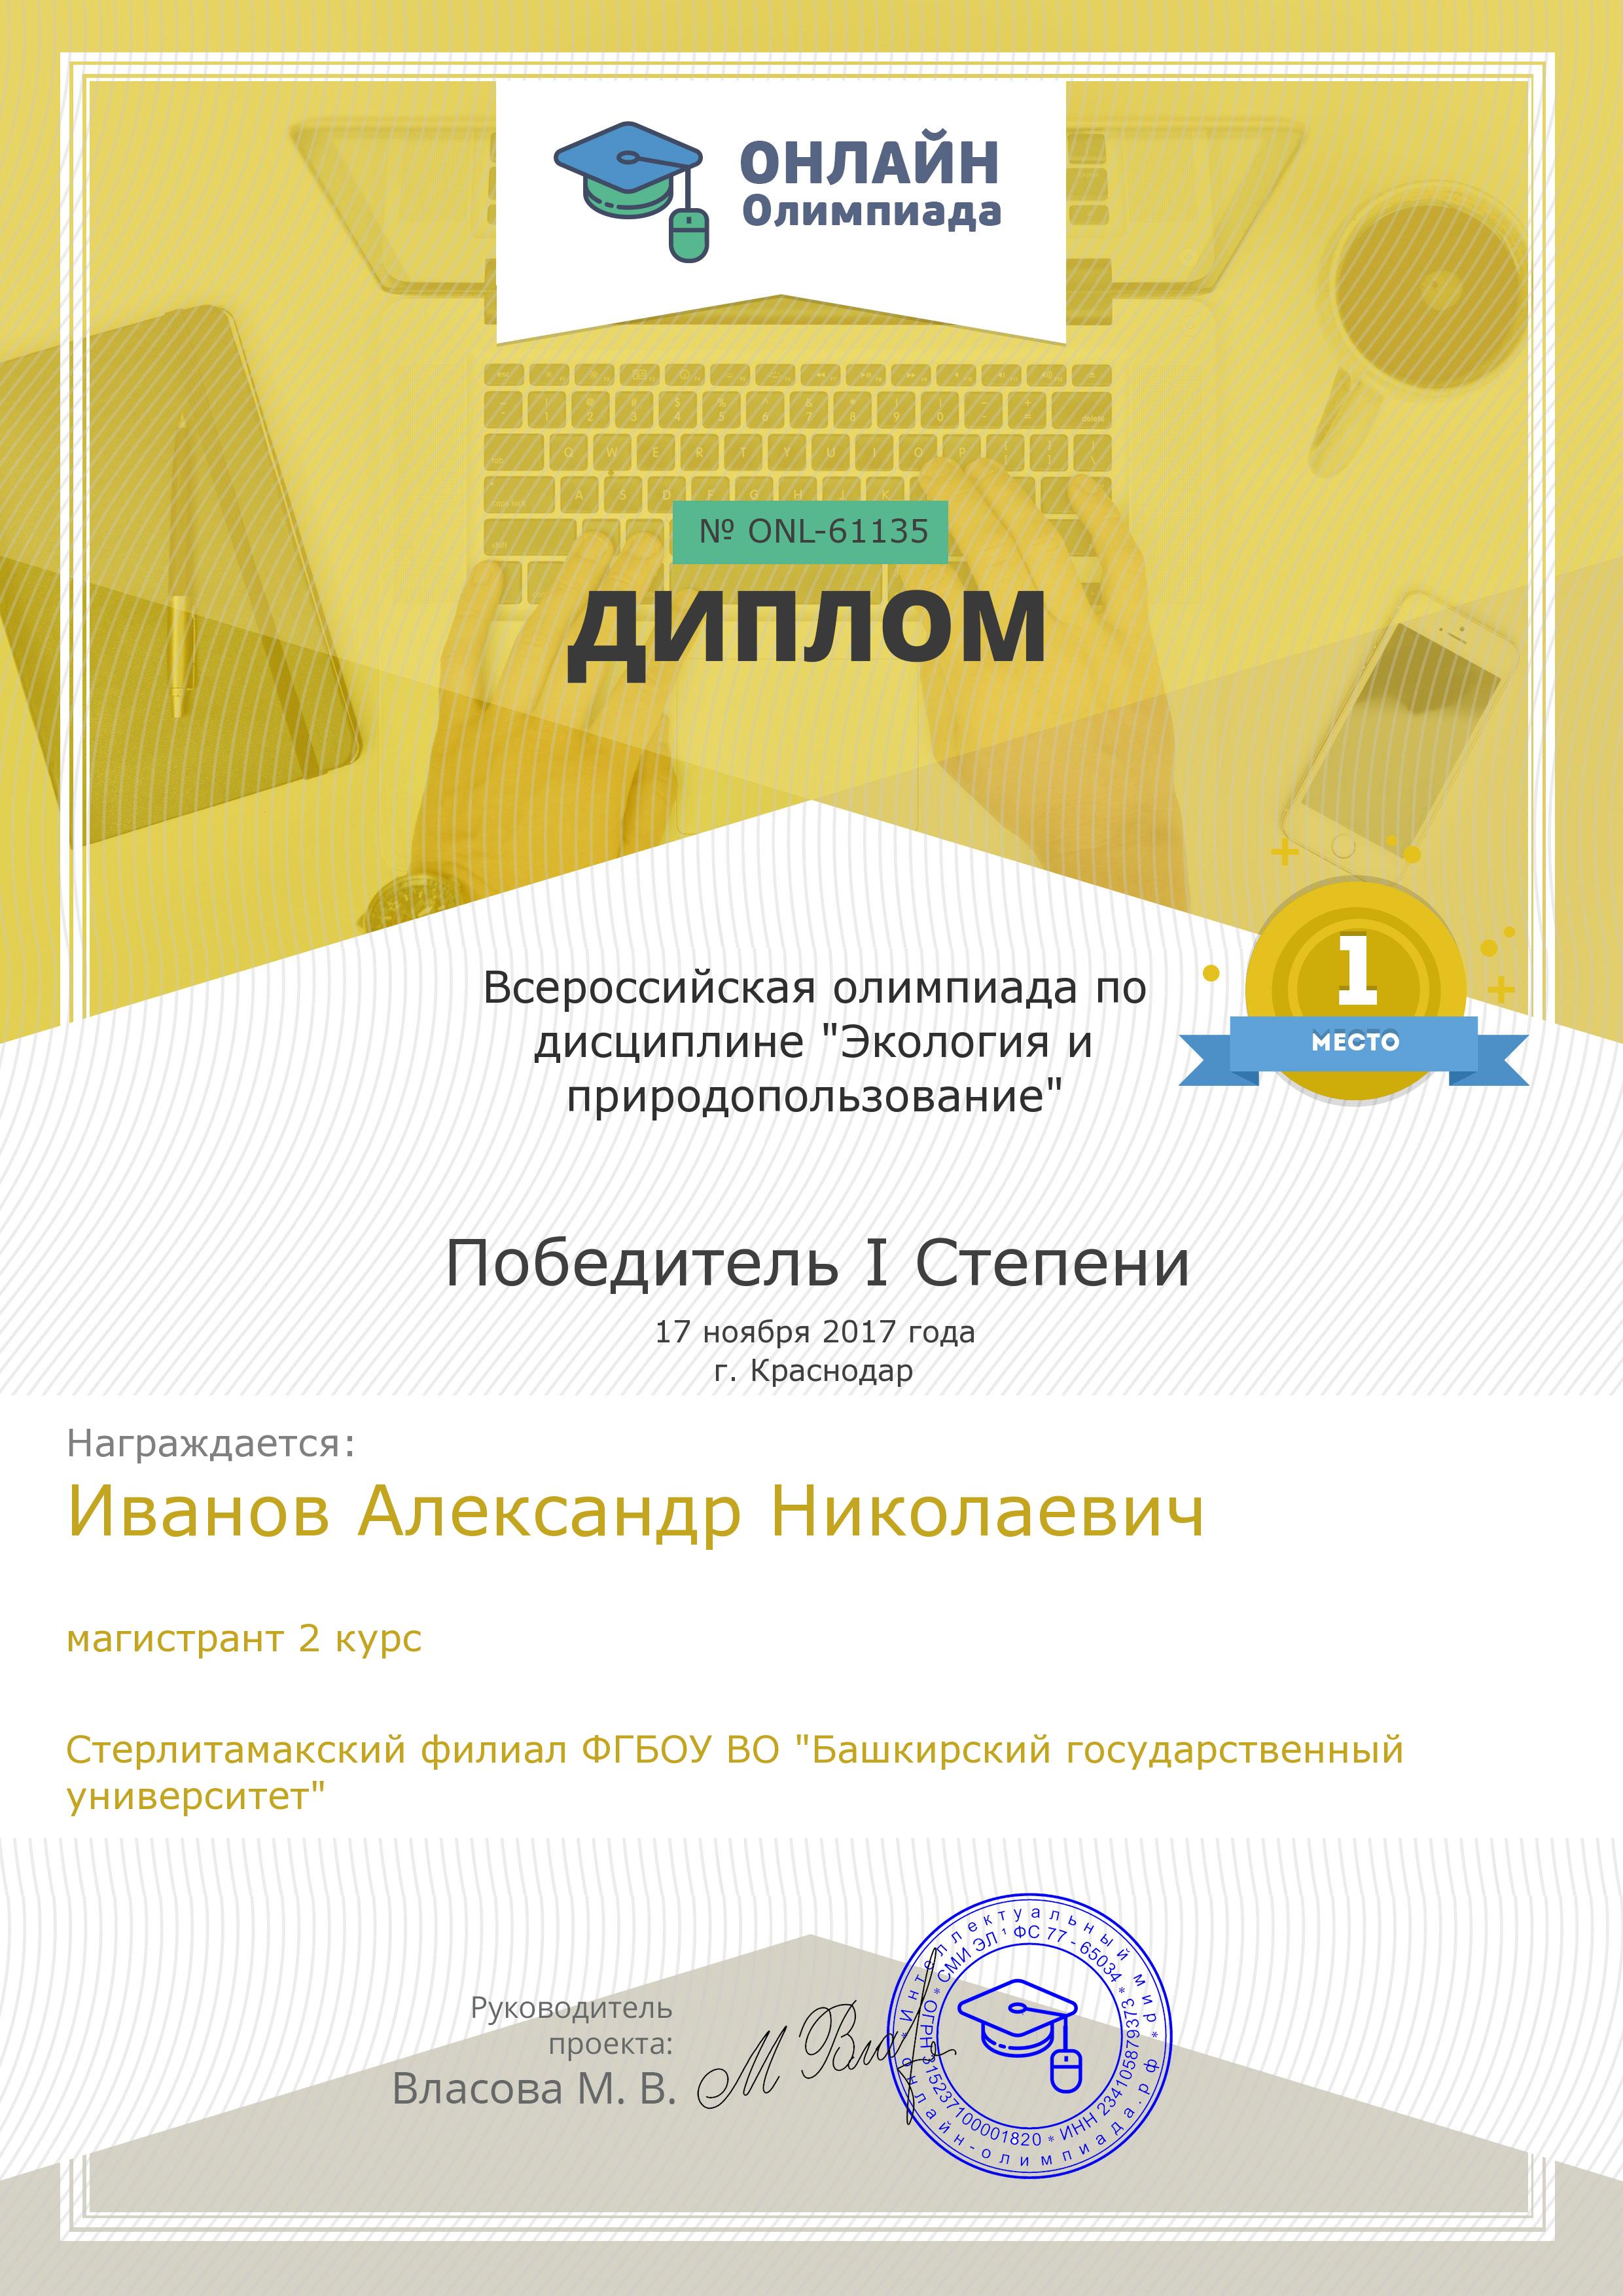 ОНЛАЙН
Олимпиада
№ ONL-61135
ДИПЛОМ
1
МЕСТО
Всероссийская олимпиада по
дисциплине "Экология и
природопользование"
Победитель I Степени
17 ноября 2017 года
г. Краснодар
Награждается:
Иванов Александр Николаевич
магистрант 2 курс
Стерлитамакский филиал ФГБОУ ВО "Башкирский государственный
университет"
Руководитель
проекта:
Власова М. В.
* Интеллектуальный мир * онлайн-олимпиада.рф
* СМИ ЭЛ ФС 77 - 65034 * ИНН 234105879373 * ОГРН 315237100001820